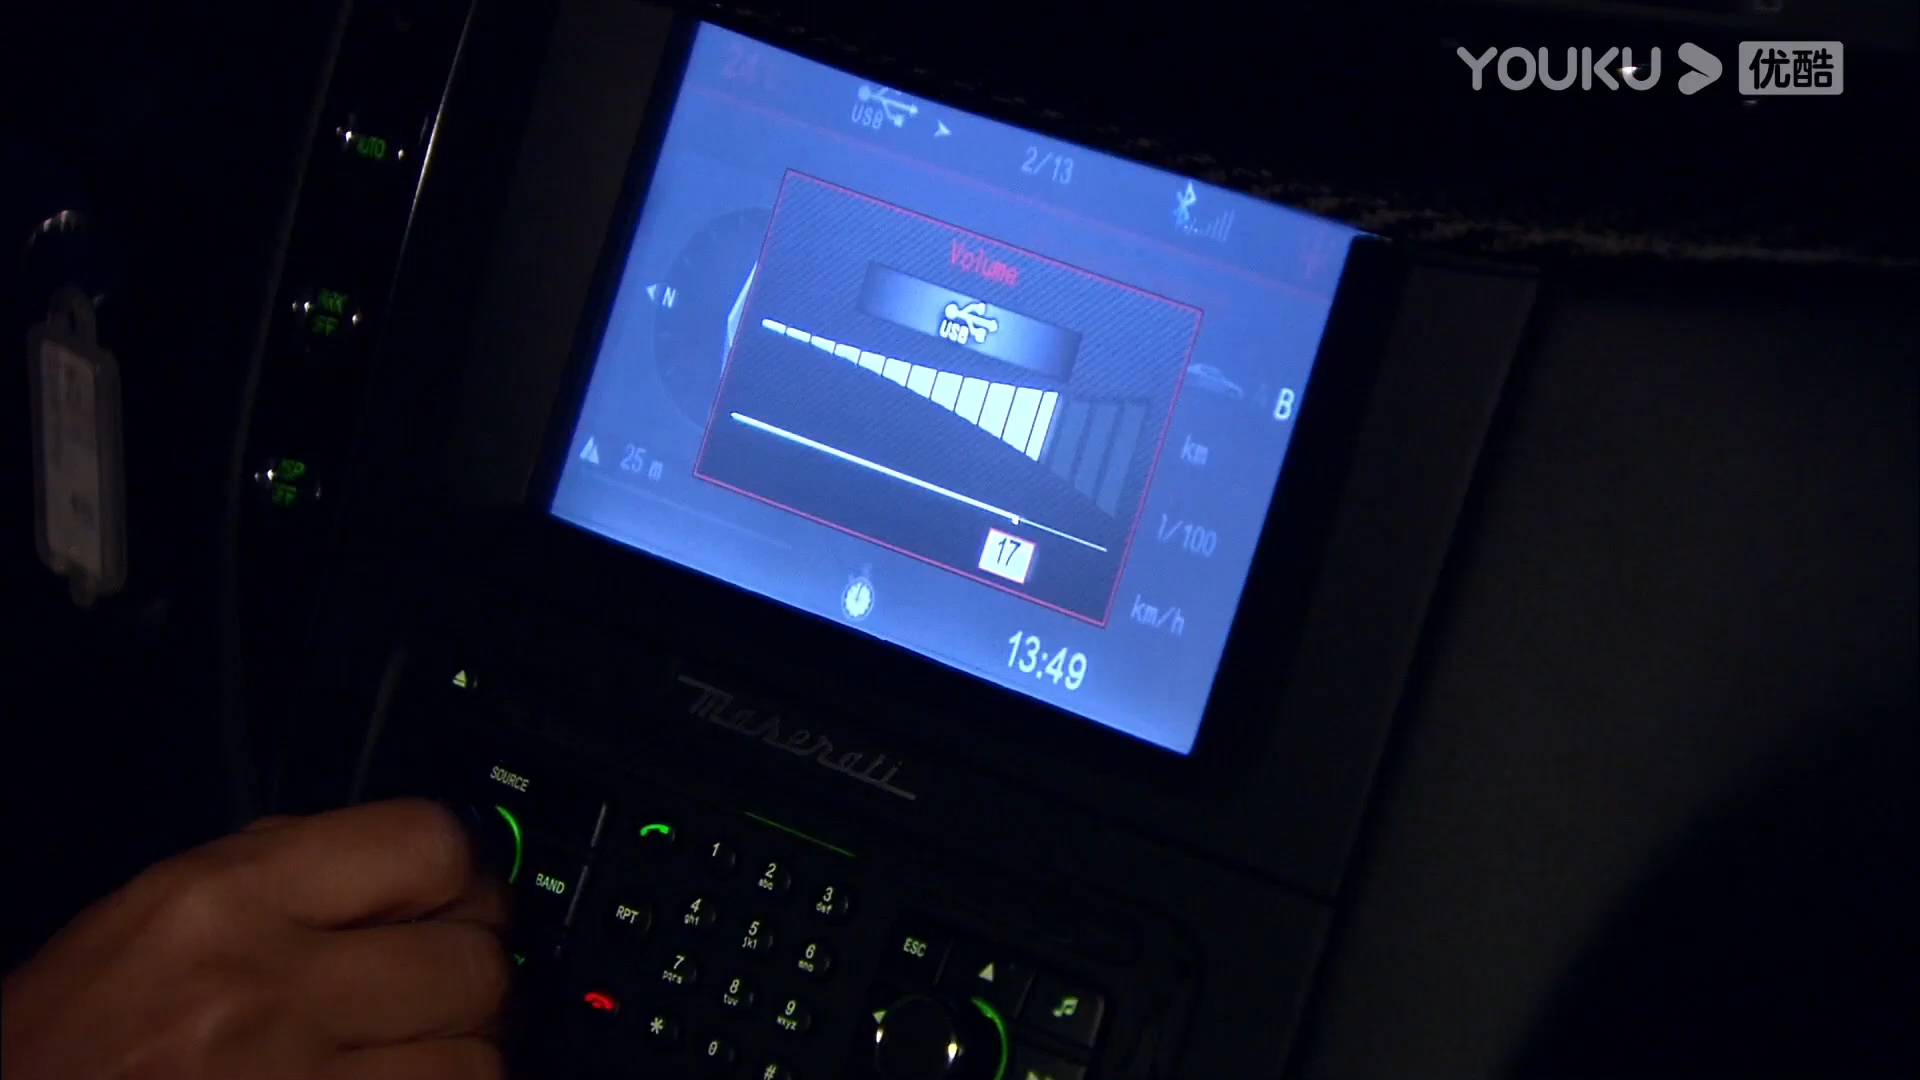 YOUKU 优酷
24°C
USB
2/13
Volume
USB
N
B
km
25 m
1/100
17
km/h
13:49
Maserati
AUTO
SOURCE
BAND
RPT
1
2 abc
3 def
4 ghi
5 jkl
6 mno
7 pqrs
8 tuv
9 wxyz
*
0
#
ESC